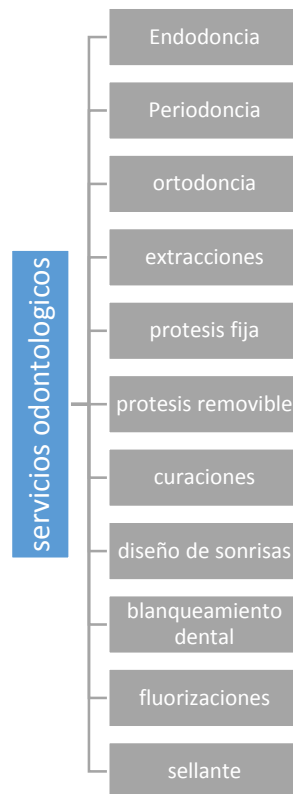 servicios odontologicos
Endodoncia
Periodoncia
ortodoncia
extracciones
protesis fija
protesis removible
curaciones
diseño de sonrisas
blanqueamiento
dental
fluorizaciones
sellante